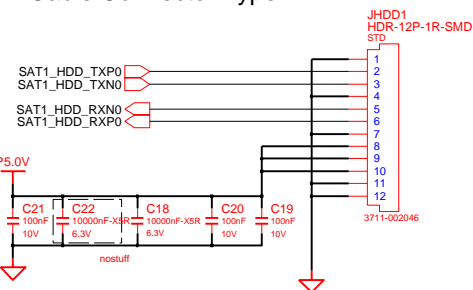 JHDD1
HDR-12P-1R-SMD
STD
1
SAT1_HDD_TXP0
2
SAT1_HDD_TXN0
3
4
SAT1_HDD_RXN0
5
SAT1_HDD_RXP0
6
7
8
9
10
11
12
3711-002046
P5.0V
C21
100nF
10V
C22
10000nF-X5R
6.3V
C18
10000nF-X5R
6.3V
C20
100nF
10V
C19
100nF
10V
nostuff